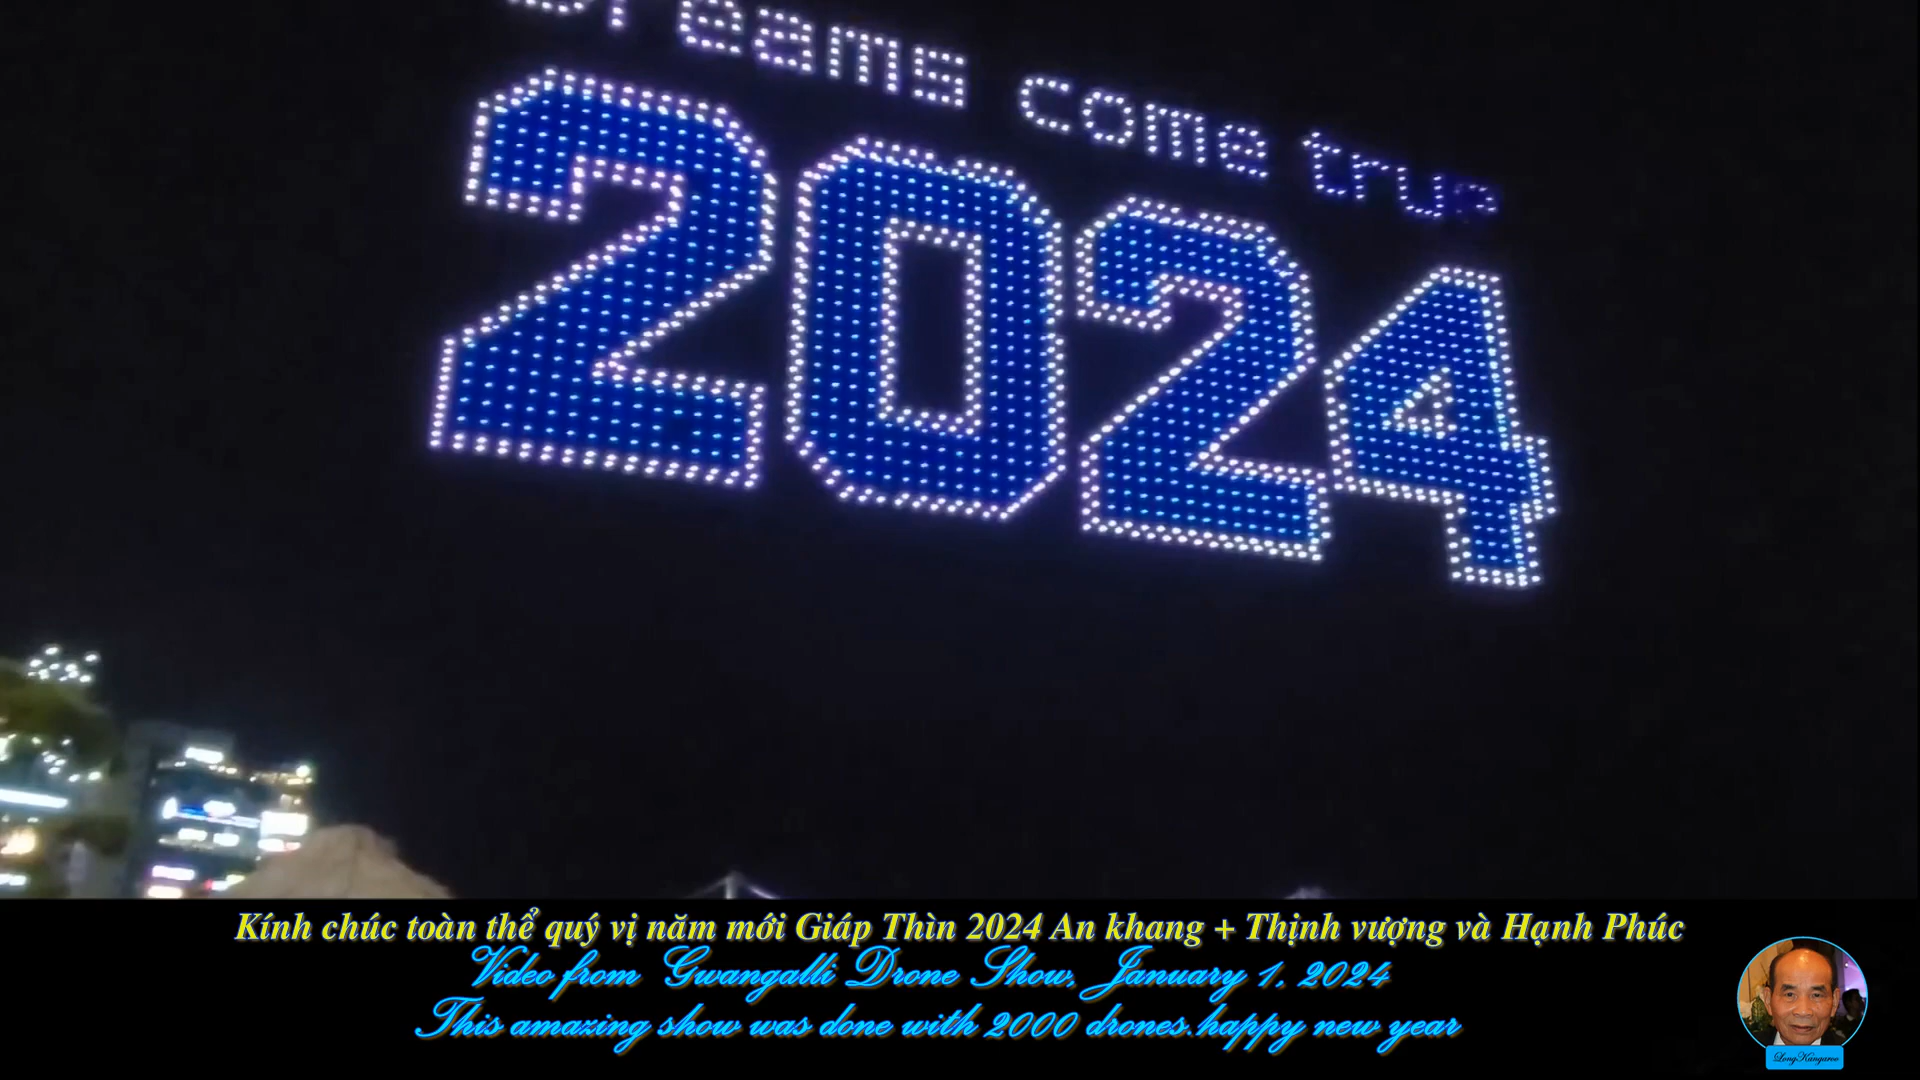 Dreams come true
2024
Kính chúc toàn thể quý vị năm mới Giáp Thìn 2024 An khang + Thịnh vượng và Hạnh Phúc
Video from Gwangalli Drone Show, January 1, 2024
This amazing show was done with 2000 drones.happy new year
LongKangaroo